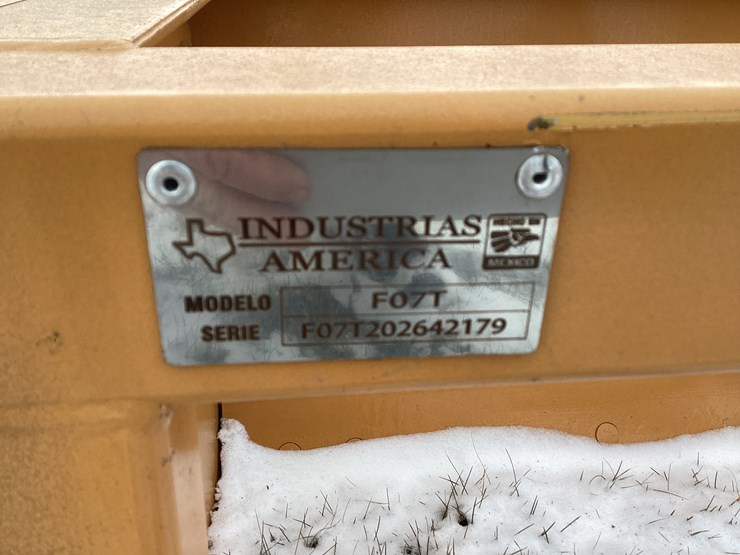 INDUSTRIAS
AMERICA
HECHO EN
MEXICO
MODELO F07T
SERIE F07T202642179